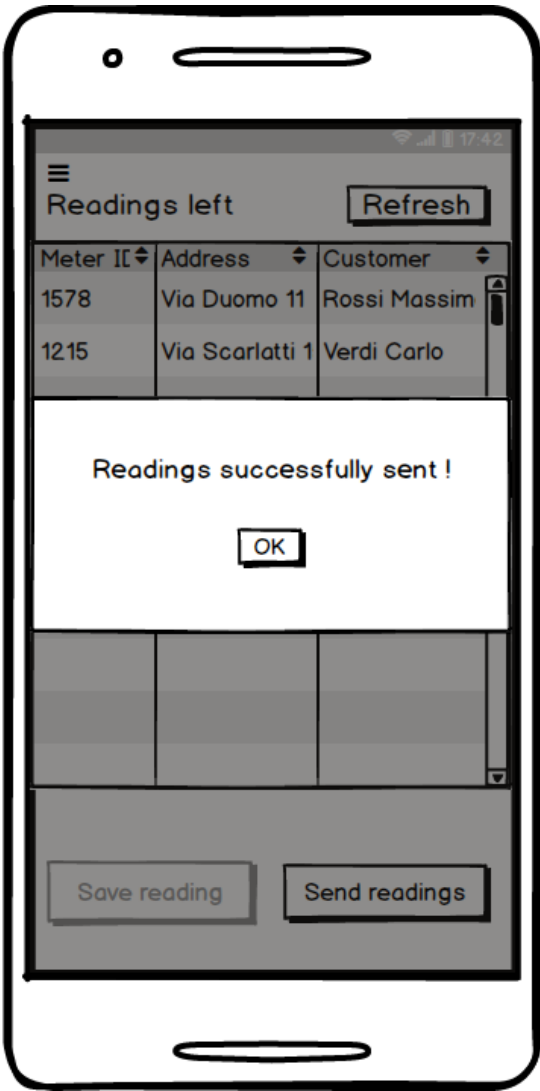 17:42
Readings left
Refresh
Meter I[ Address Customer
1578 Via Duomo 11 Rossi Massim
1215 Via Scarlatti 1 Verdi Carlo
Readings successfully sent !
OK
Save reading Send readings